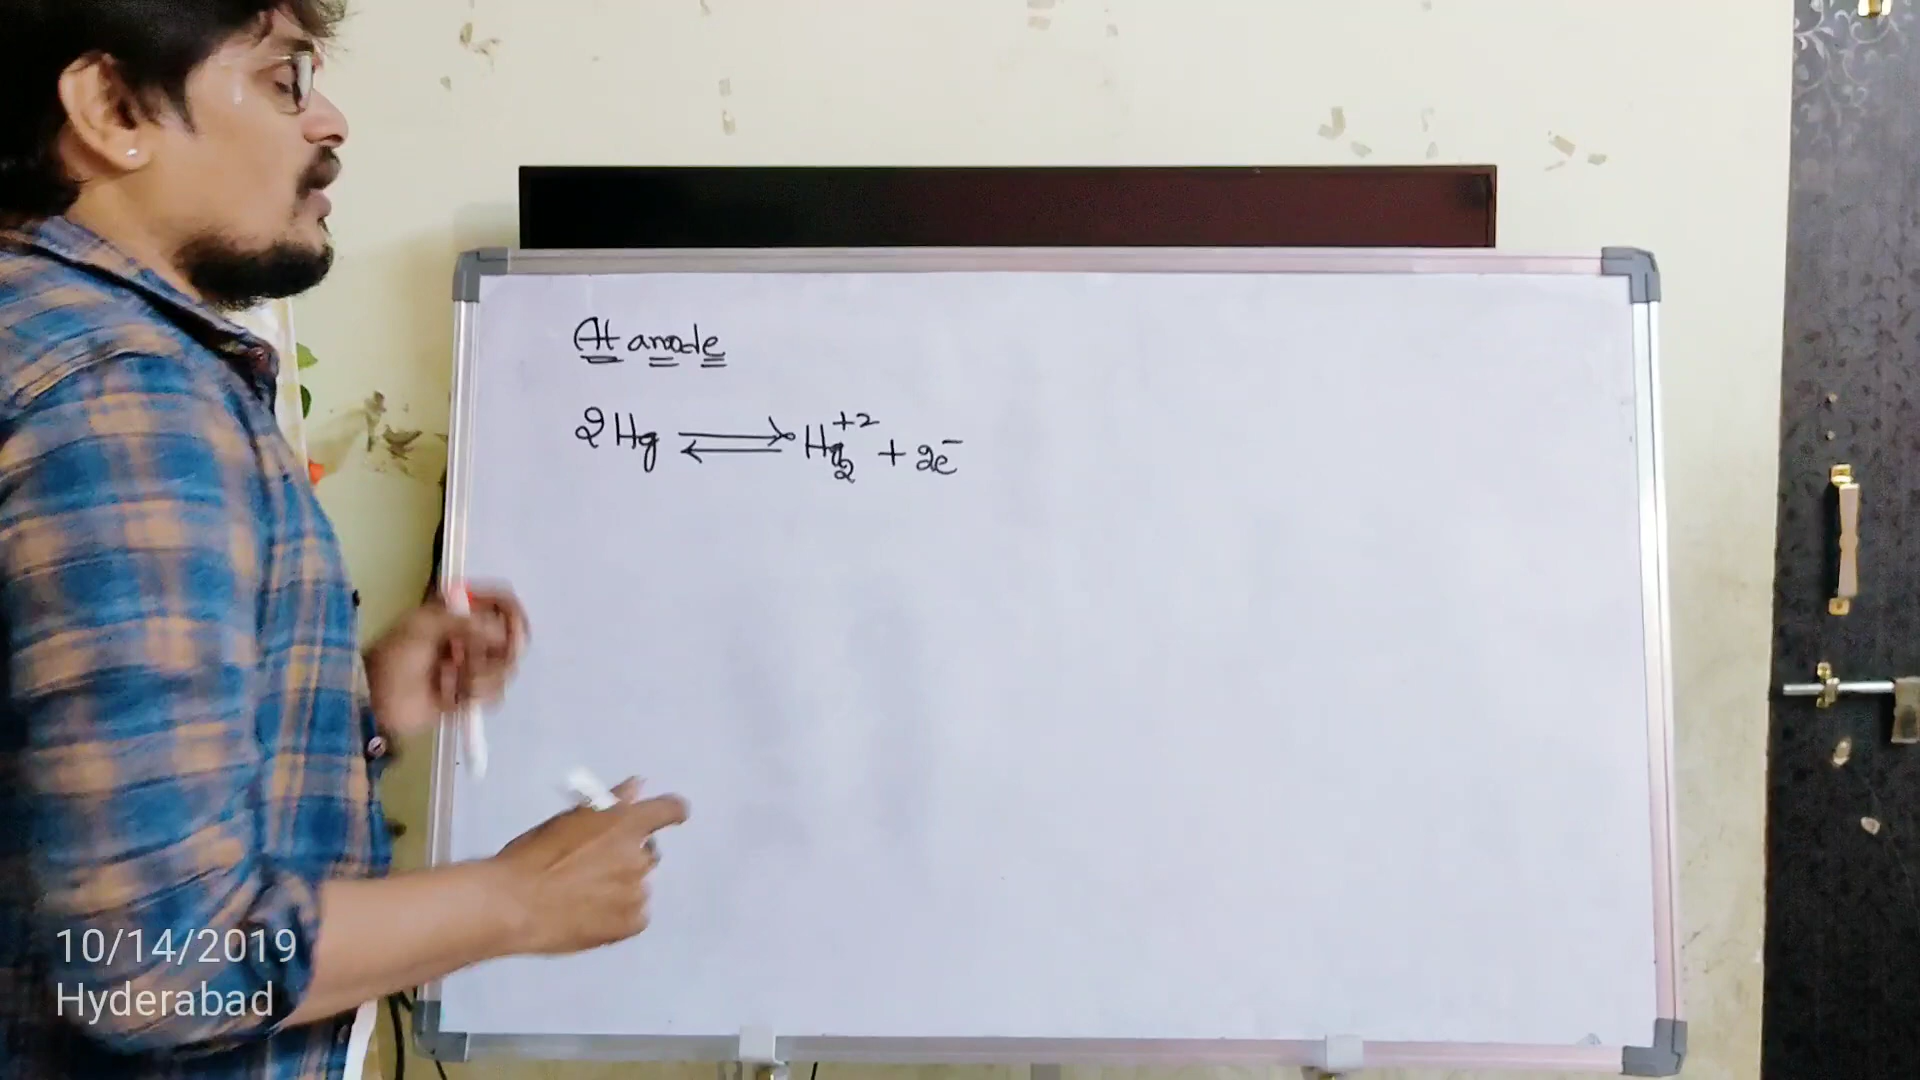 At anode
2Hg ⇌ Hg₂⁺² + 2e⁻
10/14/2019
Hyderabad